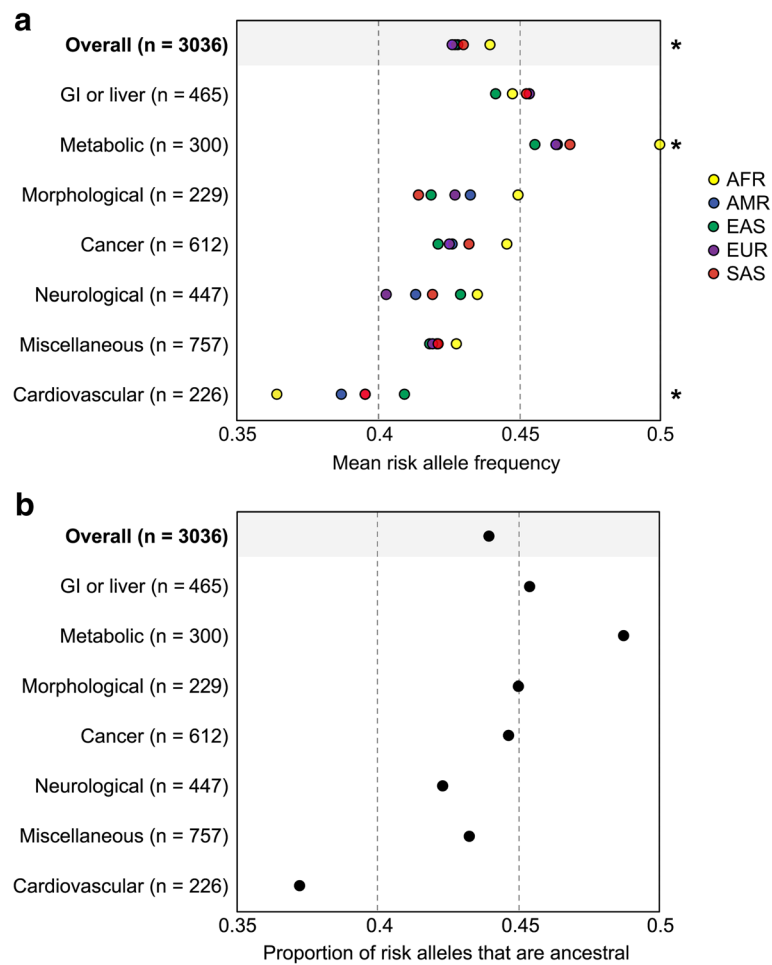 a
Overall (n = 3036)
*
GI or liver (n = 465)
Metabolic (n = 300)
*
Morphological (n = 229)
Cancer (n = 612)
Neurological (n = 447)
Miscellaneous (n = 757)
Cardiovascular (n = 226)
*
0.35 0.4 0.45 0.5
Mean risk allele frequency
AFR
AMR
EAS
EUR
SAS
b
Overall (n = 3036)
GI or liver (n = 465)
Metabolic (n = 300)
Morphological (n = 229)
Cancer (n = 612)
Neurological (n = 447)
Miscellaneous (n = 757)
Cardiovascular (n = 226)
0.35 0.4 0.45 0.5
Proportion of risk alleles that are ancestral